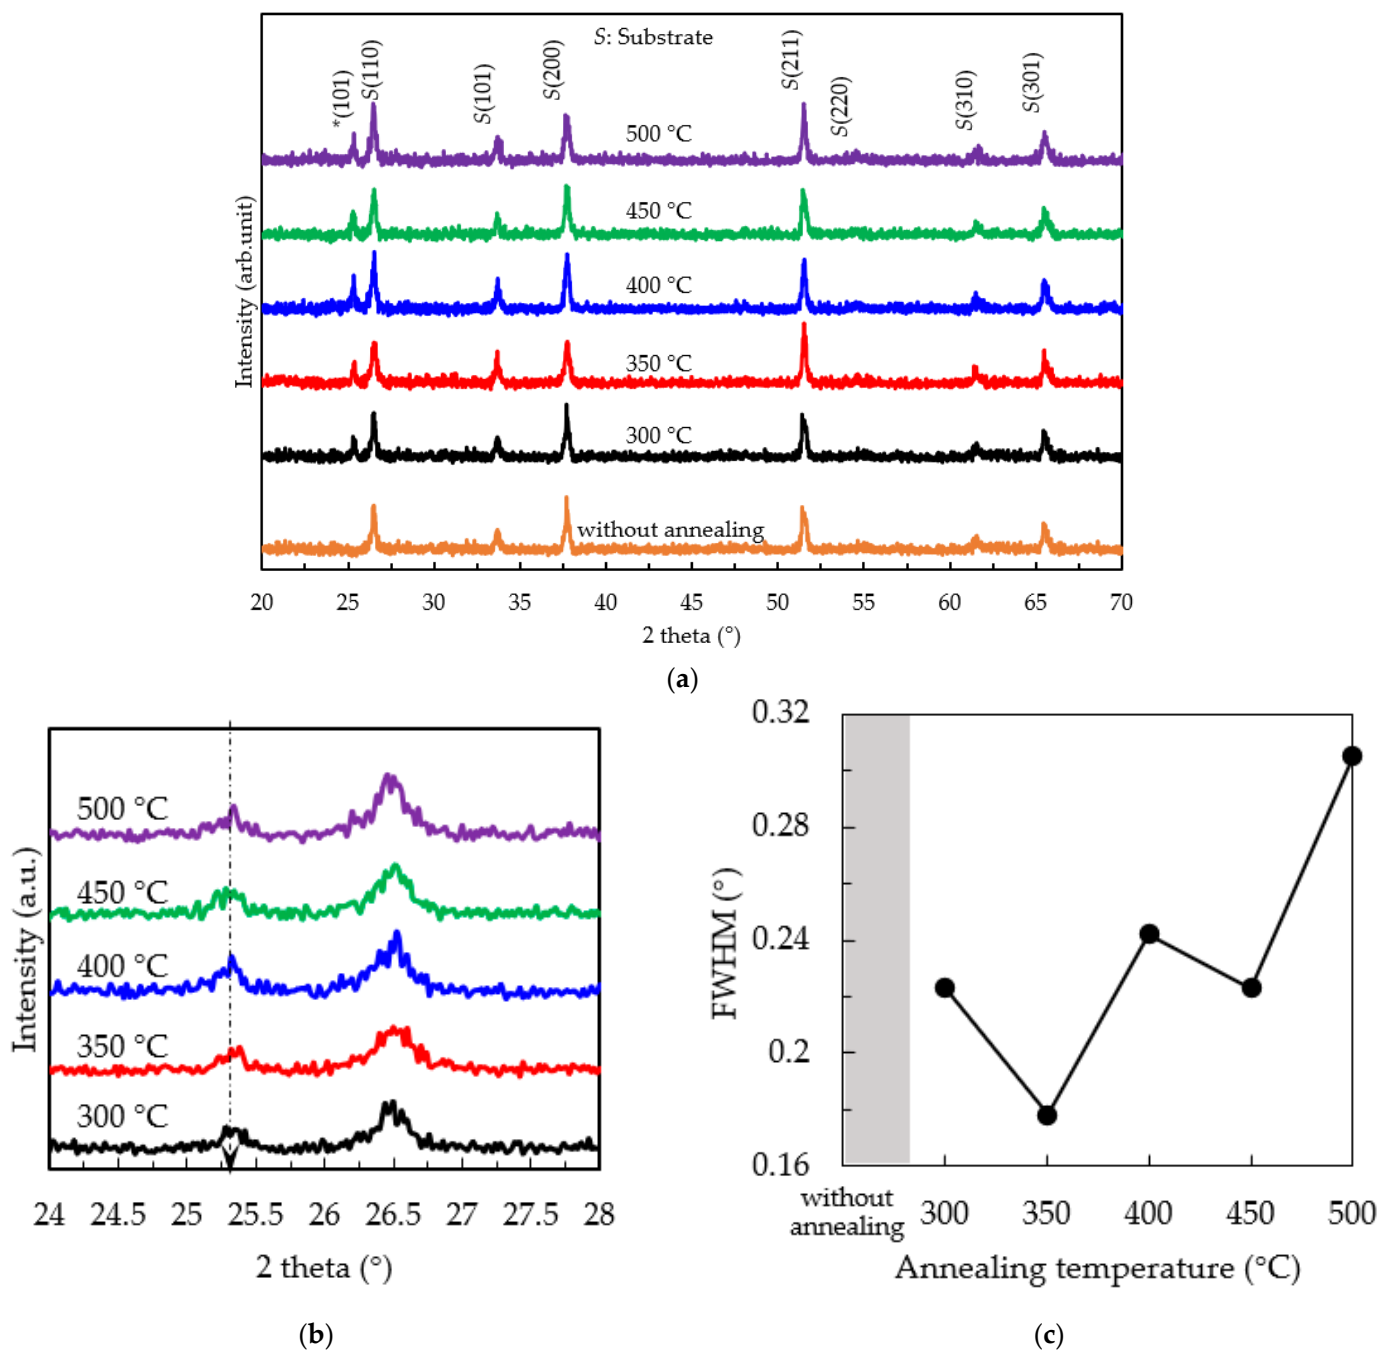 S: Substrate
*(101)
S(110)
S(101)
S(200)
S(211)
S(220)
S(310)
S(301)
500 °C
450 °C
400 °C
350 °C
300 °C
without annealing
Intensity (arb.unit)
20 25 30 35 40 45 50 55 60 65 70
2 theta (°)
(a)
500 °C
450 °C
400 °C
350 °C
300 °C
Intensity (a.u.)
24 24.5 25 25.5 26 26.5 27 27.5 28
2 theta (°)
(b)
0.32
0.28
0.24
0.2
0.16
FWHM (°)
without
annealing
300 350 400 450 500
Annealing temperature (°C)
(c)